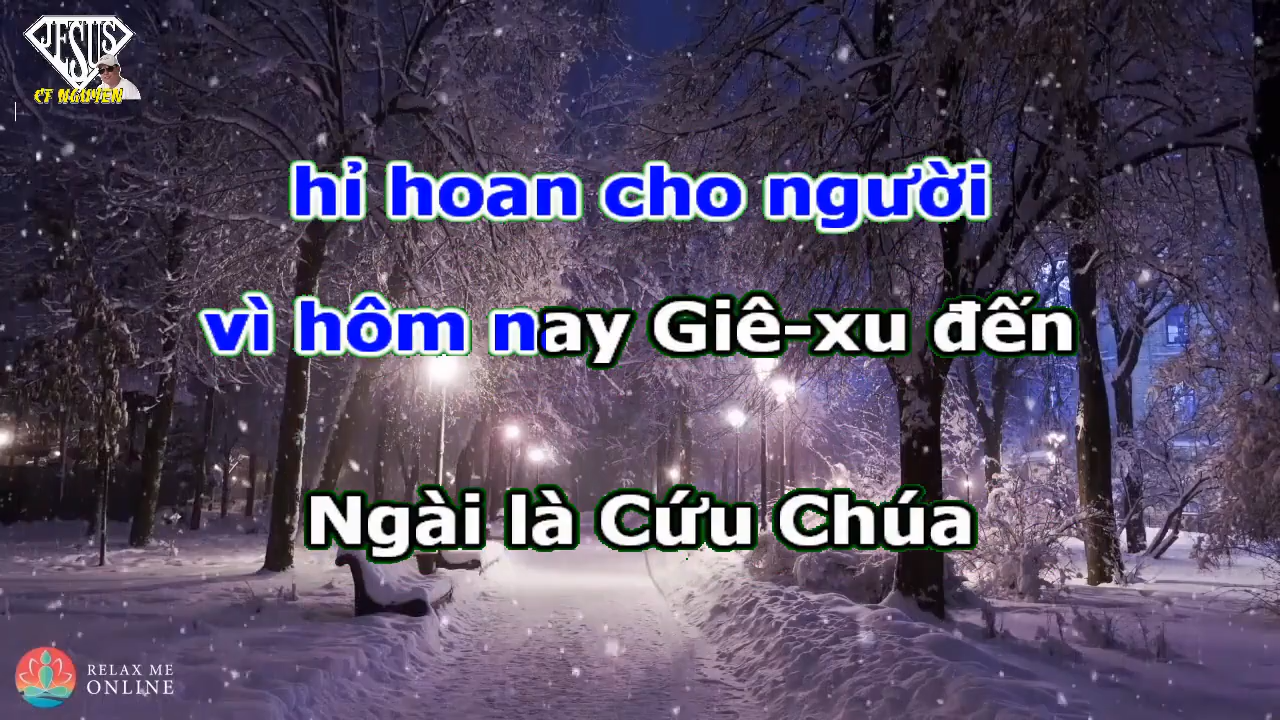 JESUS
CT NGUYEN
hỉ hoan cho người
vì hôm nay Giê-xu đến
Ngài là Cứu Chúa
RELAX ME
ONLINE